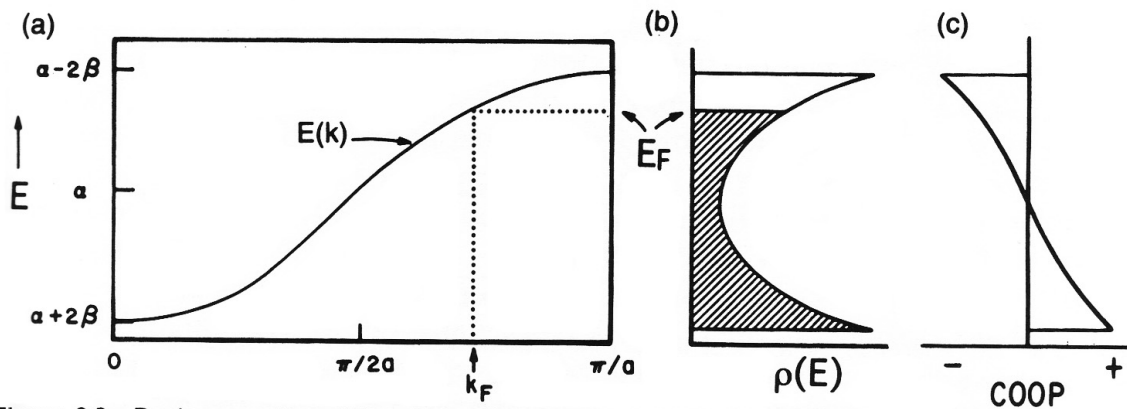 (a)
(b)
(c)
α-2β
E(k)
E_F
E
α
α+2β
0
π/2a
k_F
π/a
ρ(E)
−
+
COOP